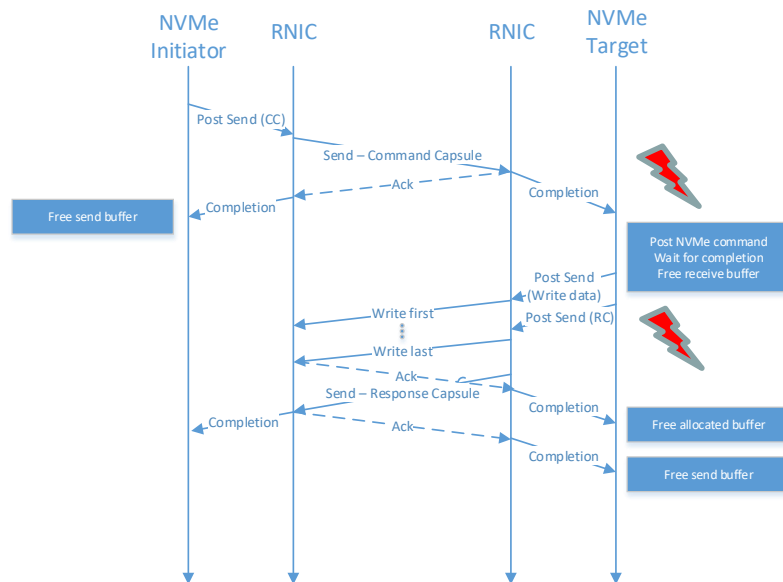 NVMe
Initiator
RNIC
RNIC
NVMe
Target
Post Send (CC)
Send – Command Capsule
Ack
Completion
Completion
Free send buffer
Post NVMe command
Wait for completion
Free receive buffer
Post Send
(Write data)
Write first
Post Send (RC)
Write last
Ack
Send – Response Capsule
Completion
Completion
Free allocated buffer
Ack
Completion
Free send buffer